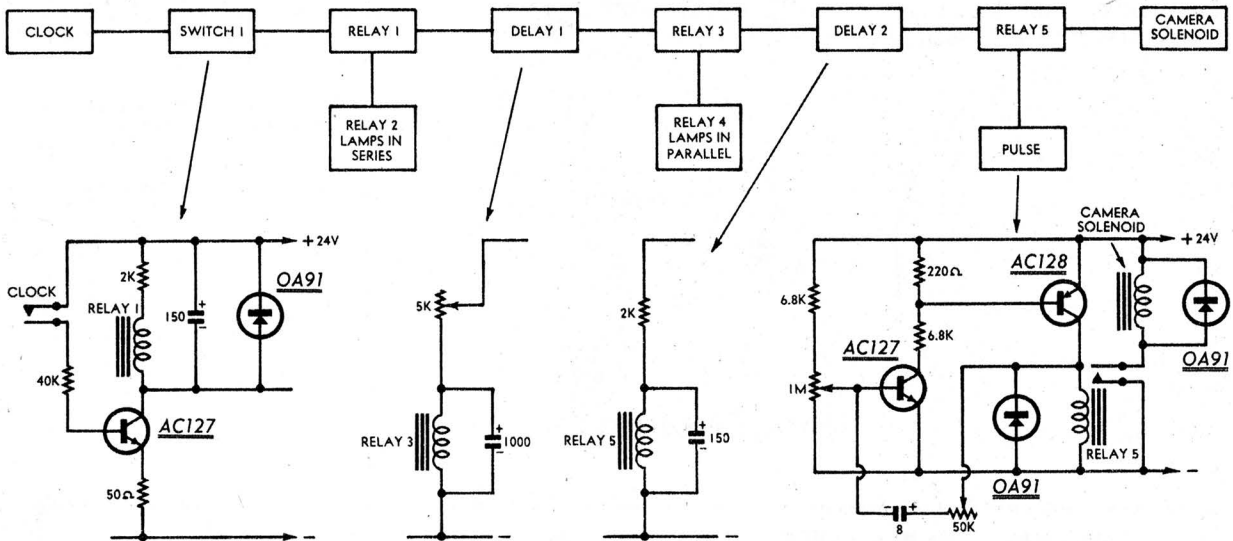 CLOCK
SWITCH 1
RELAY 1
DELAY 1
RELAY 3
DELAY 2
RELAY 5
CAMERA
SOLENOID
RELAY 2
LAMPS IN
SERIES
RELAY 4
LAMPS IN
PARALLEL
PULSE
CLOCK
40K
2K
RELAY 1
150
+
-
OA91
+ 24V
AC127
50Ω
-
5K
RELAY 3
+
-
1000
-
2K
RELAY 5
+
-
150
-
6.8K
1M
220Ω
6.8K
AC127
AC128
CAMERA
SOLENOID
+ 24V
OA91
OA91
RELAY 5
-
- +
8
50K